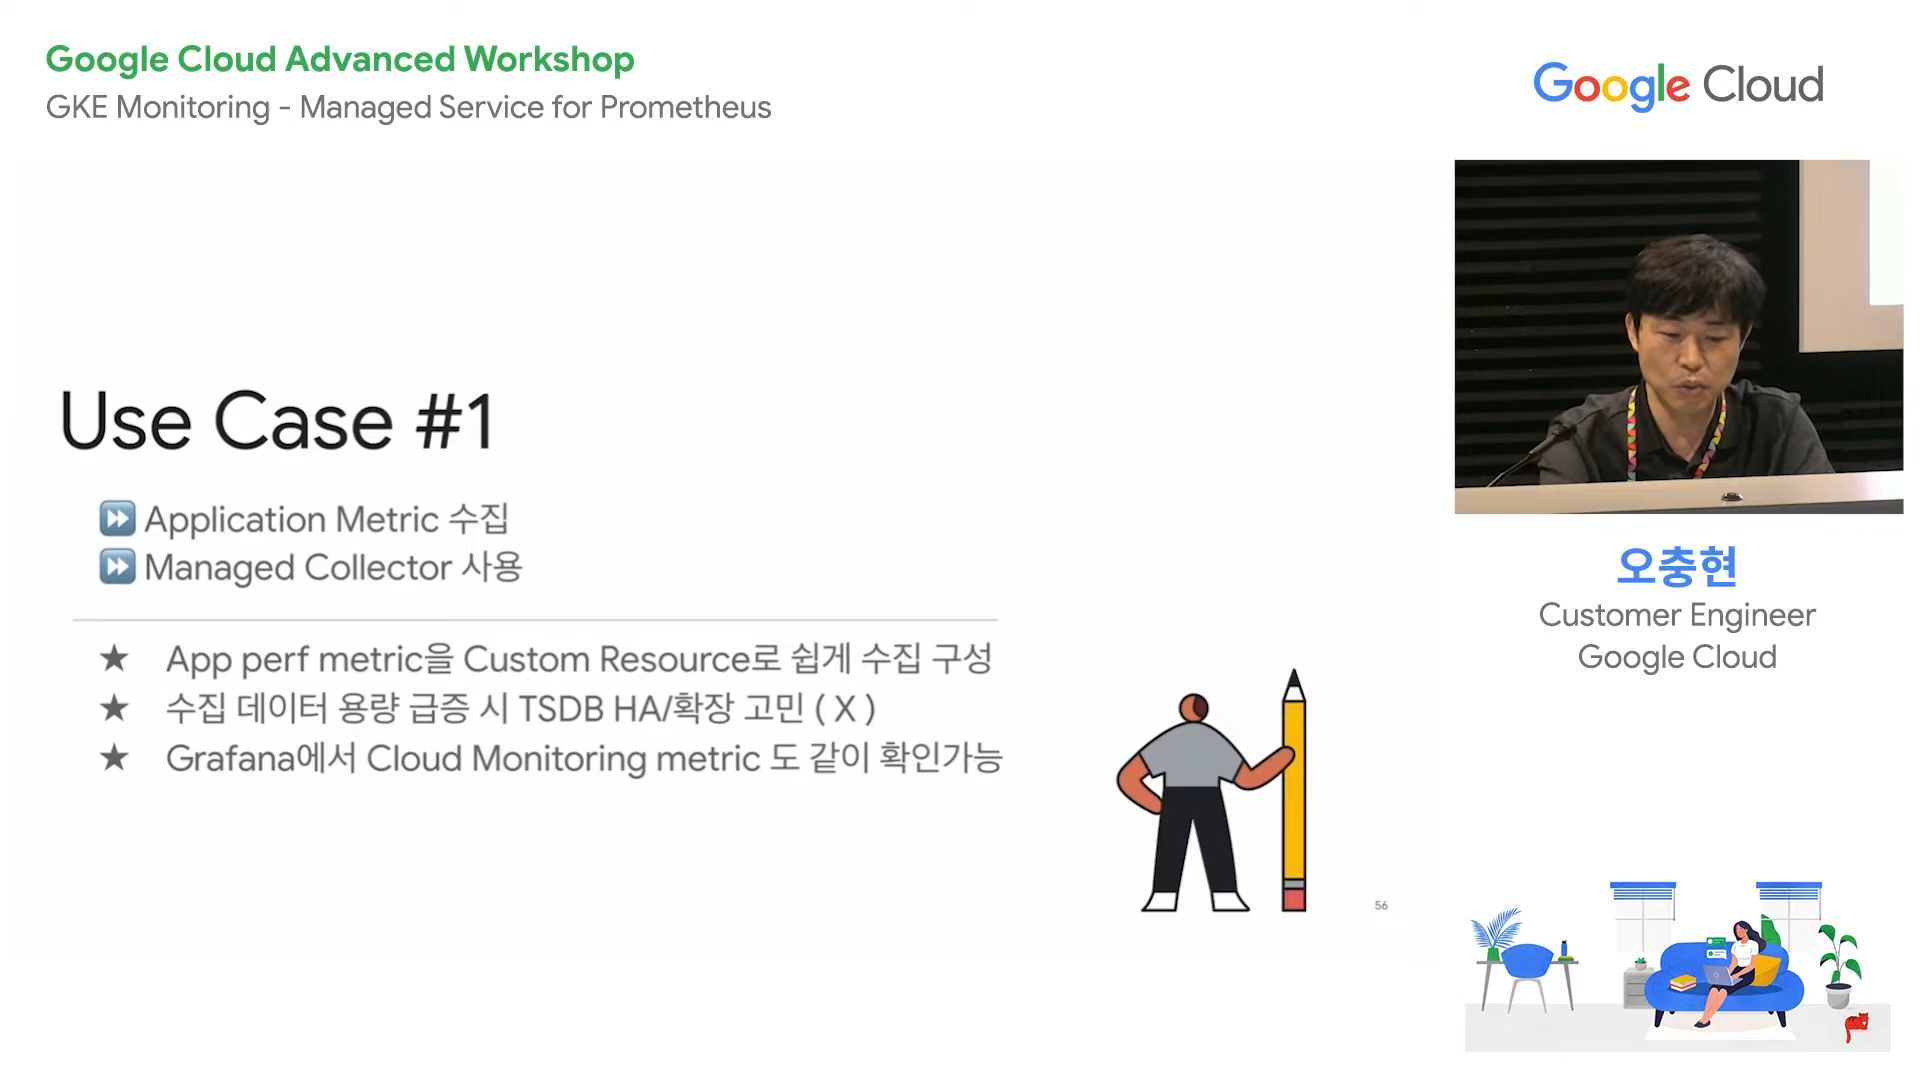 Google Cloud Advanced Workshop
GKE Monitoring - Managed Service for Prometheus
Google Cloud
Use Case #1
Application Metric 수집
Managed Collector 사용
★ App perf metric을 Custom Resource로 쉽게 수집 구성
★ 수집 데이터 용량 급증 시 TSDB HA/확장 고민 ( X )
★ Grafana에서 Cloud Monitoring metric 도 같이 확인가능
56
오충현
Customer Engineer
Google Cloud